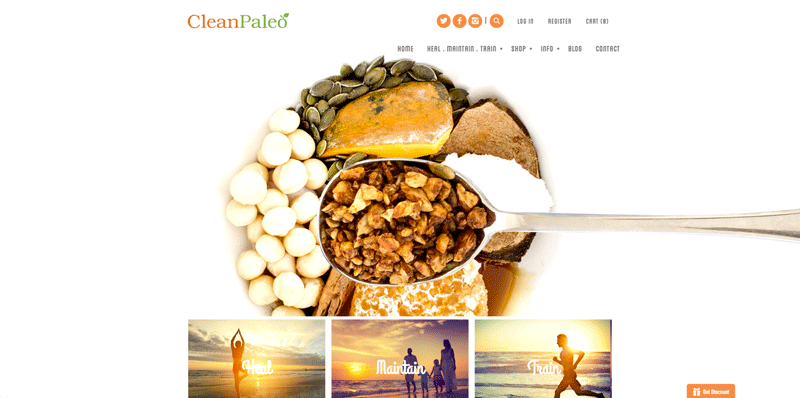 CleanPaleo
LOG IN REGISTER CART (0)
HOME HEAL . MAINTAIN . TRAIN SHOP INFO BLOG CONTACT
Heal Maintain Train
Get Discount